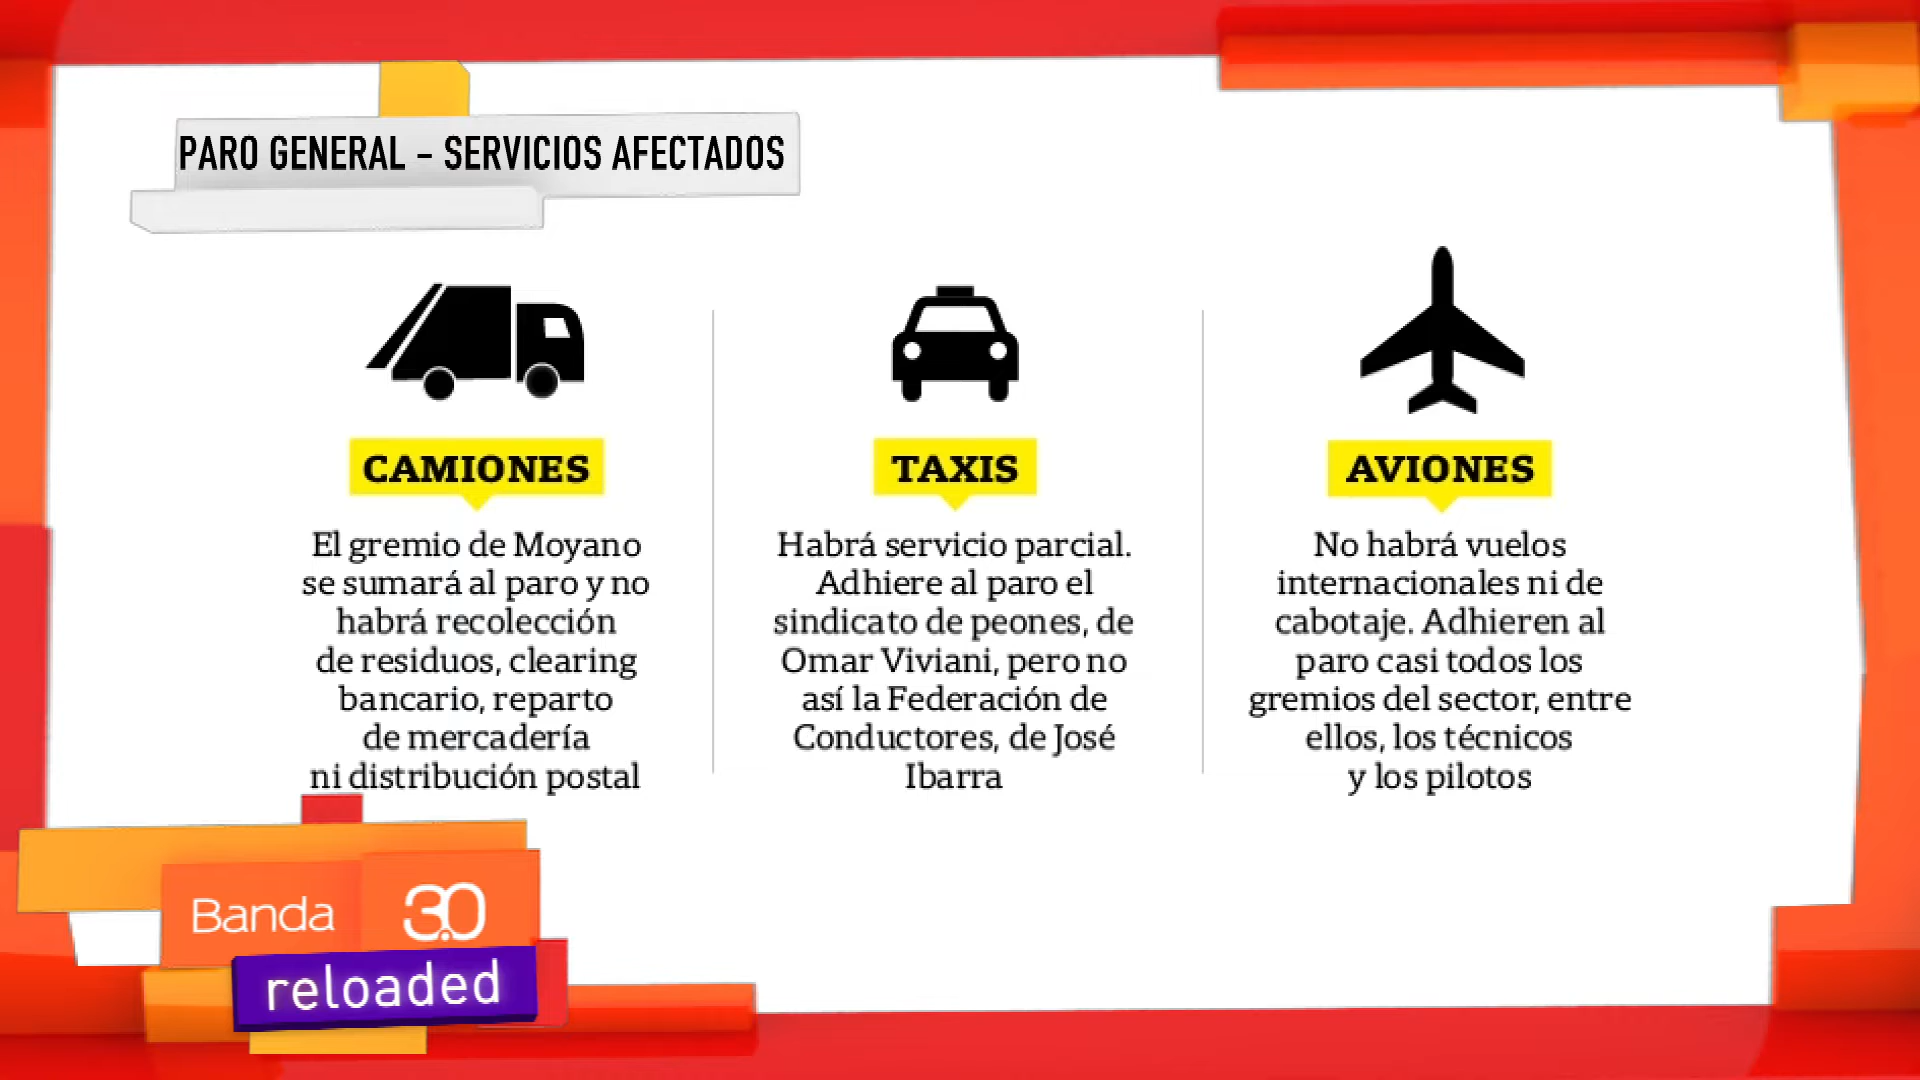 PARO GENERAL - SERVICIOS AFECTADOS
CAMIONES
El gremio de Moyano
se sumará al paro y no
habrá recolección
de residuos, clearing
bancario, reparto
de mercadería
ni distribución postal
TAXIS
Habrá servicio parcial.
Adhiere al paro el
sindicato de peones, de
Omar Viviani, pero no
así la Federación de
Conductores, de José
Ibarra
AVIONES
No habrá vuelos
internacionales ni de
cabotaje. Adhieren al
paro casi todos los
gremios del sector, entre
ellos, los técnicos
y los pilotos
Banda 3.0
reloaded